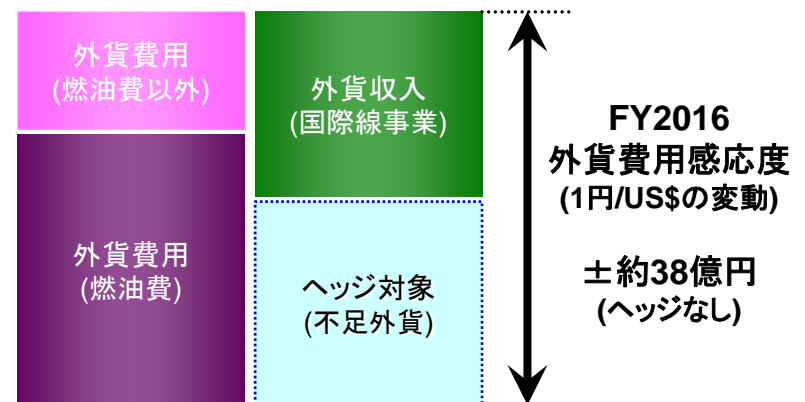 外貨費用
(燃油費以外)
外貨費用
(燃油費)
外貨収入
(国際線事業)
ヘッジ対象
(不足外貨)
FY2016
外貨費用感応度
(1円/US$の変動)
±約38億円
(ヘッジなし)